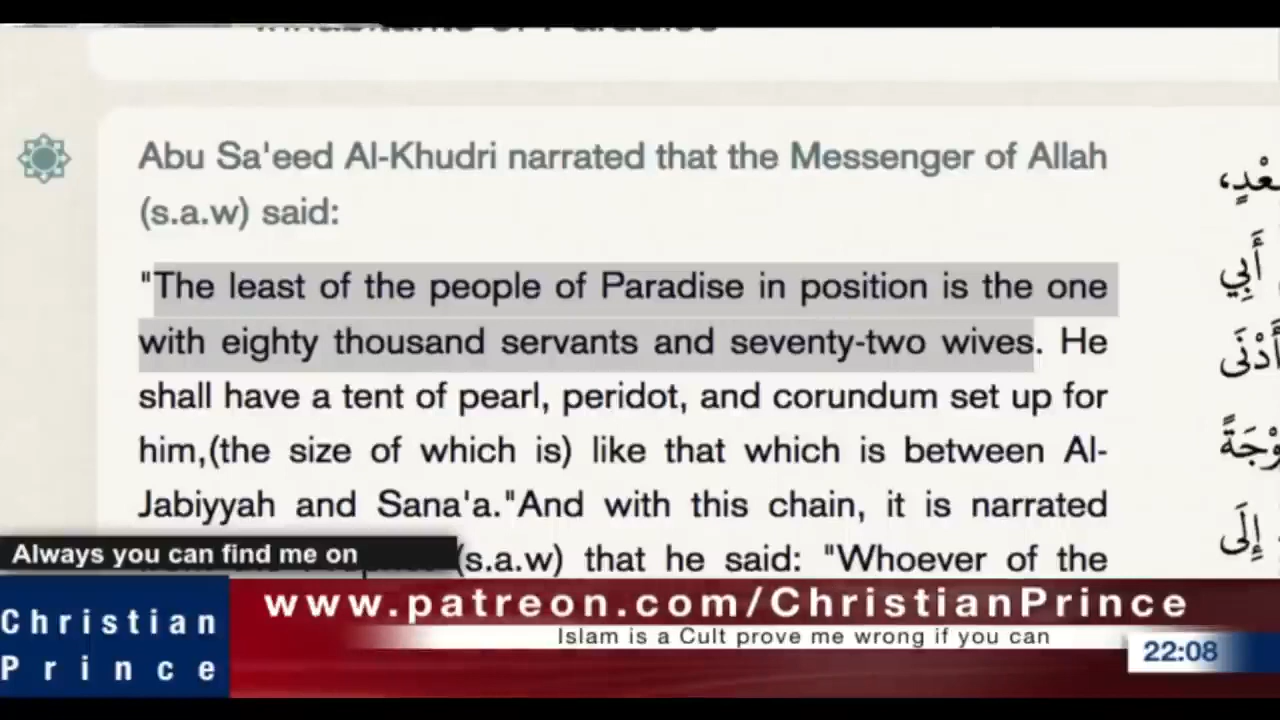 inhabitants of Paradise
Abu Sa'eed Al-Khudri narrated that the Messenger of Allah
(s.a.w) said:
"The least of the people of Paradise in position is the one
with eighty thousand servants and seventy-two wives. He
shall have a tent of pearl, peridot, and corundum set up for
him,(the size of which is) like that which is between Al-
Jabiyyah and Sana'a."And with this chain, it is narrated
(s.a.w) that he said: "Whoever of the
أَبِي
أَدْنَى
إِلَى
Always you can find me on
www.patreon.com/ChristianPrince
Christian
Prince
Islam is a Cult prove me wrong if you can
22:08